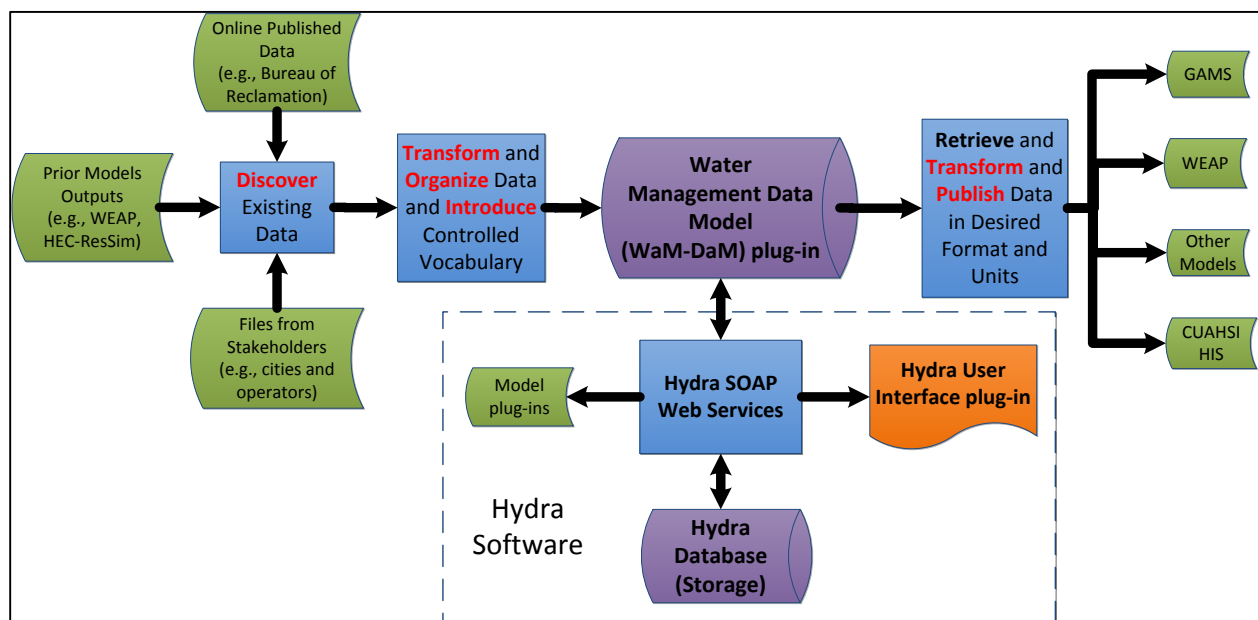 Online Published
Data
(e.g., Bureau of
Reclamation)
Prior Models
Outputs
(e.g., WEAP,
HEC-ResSim)
Discover
Existing
Data
Files from
Stakeholders
(e.g., cities and
operators)
Transform and
Organize Data
and Introduce
Controlled
Vocabulary
Water
Management Data
Model
(WaM-DaM) plug-in
Retrieve and
Transform and
Publish Data
in Desired
Format and
Units
GAMS
WEAP
Other
Models
CUAHSI
HIS
Model
plug-ins
Hydra SOAP
Web Services
Hydra User
Interface plug-in
Hydra
Software
Hydra
Database
(Storage)